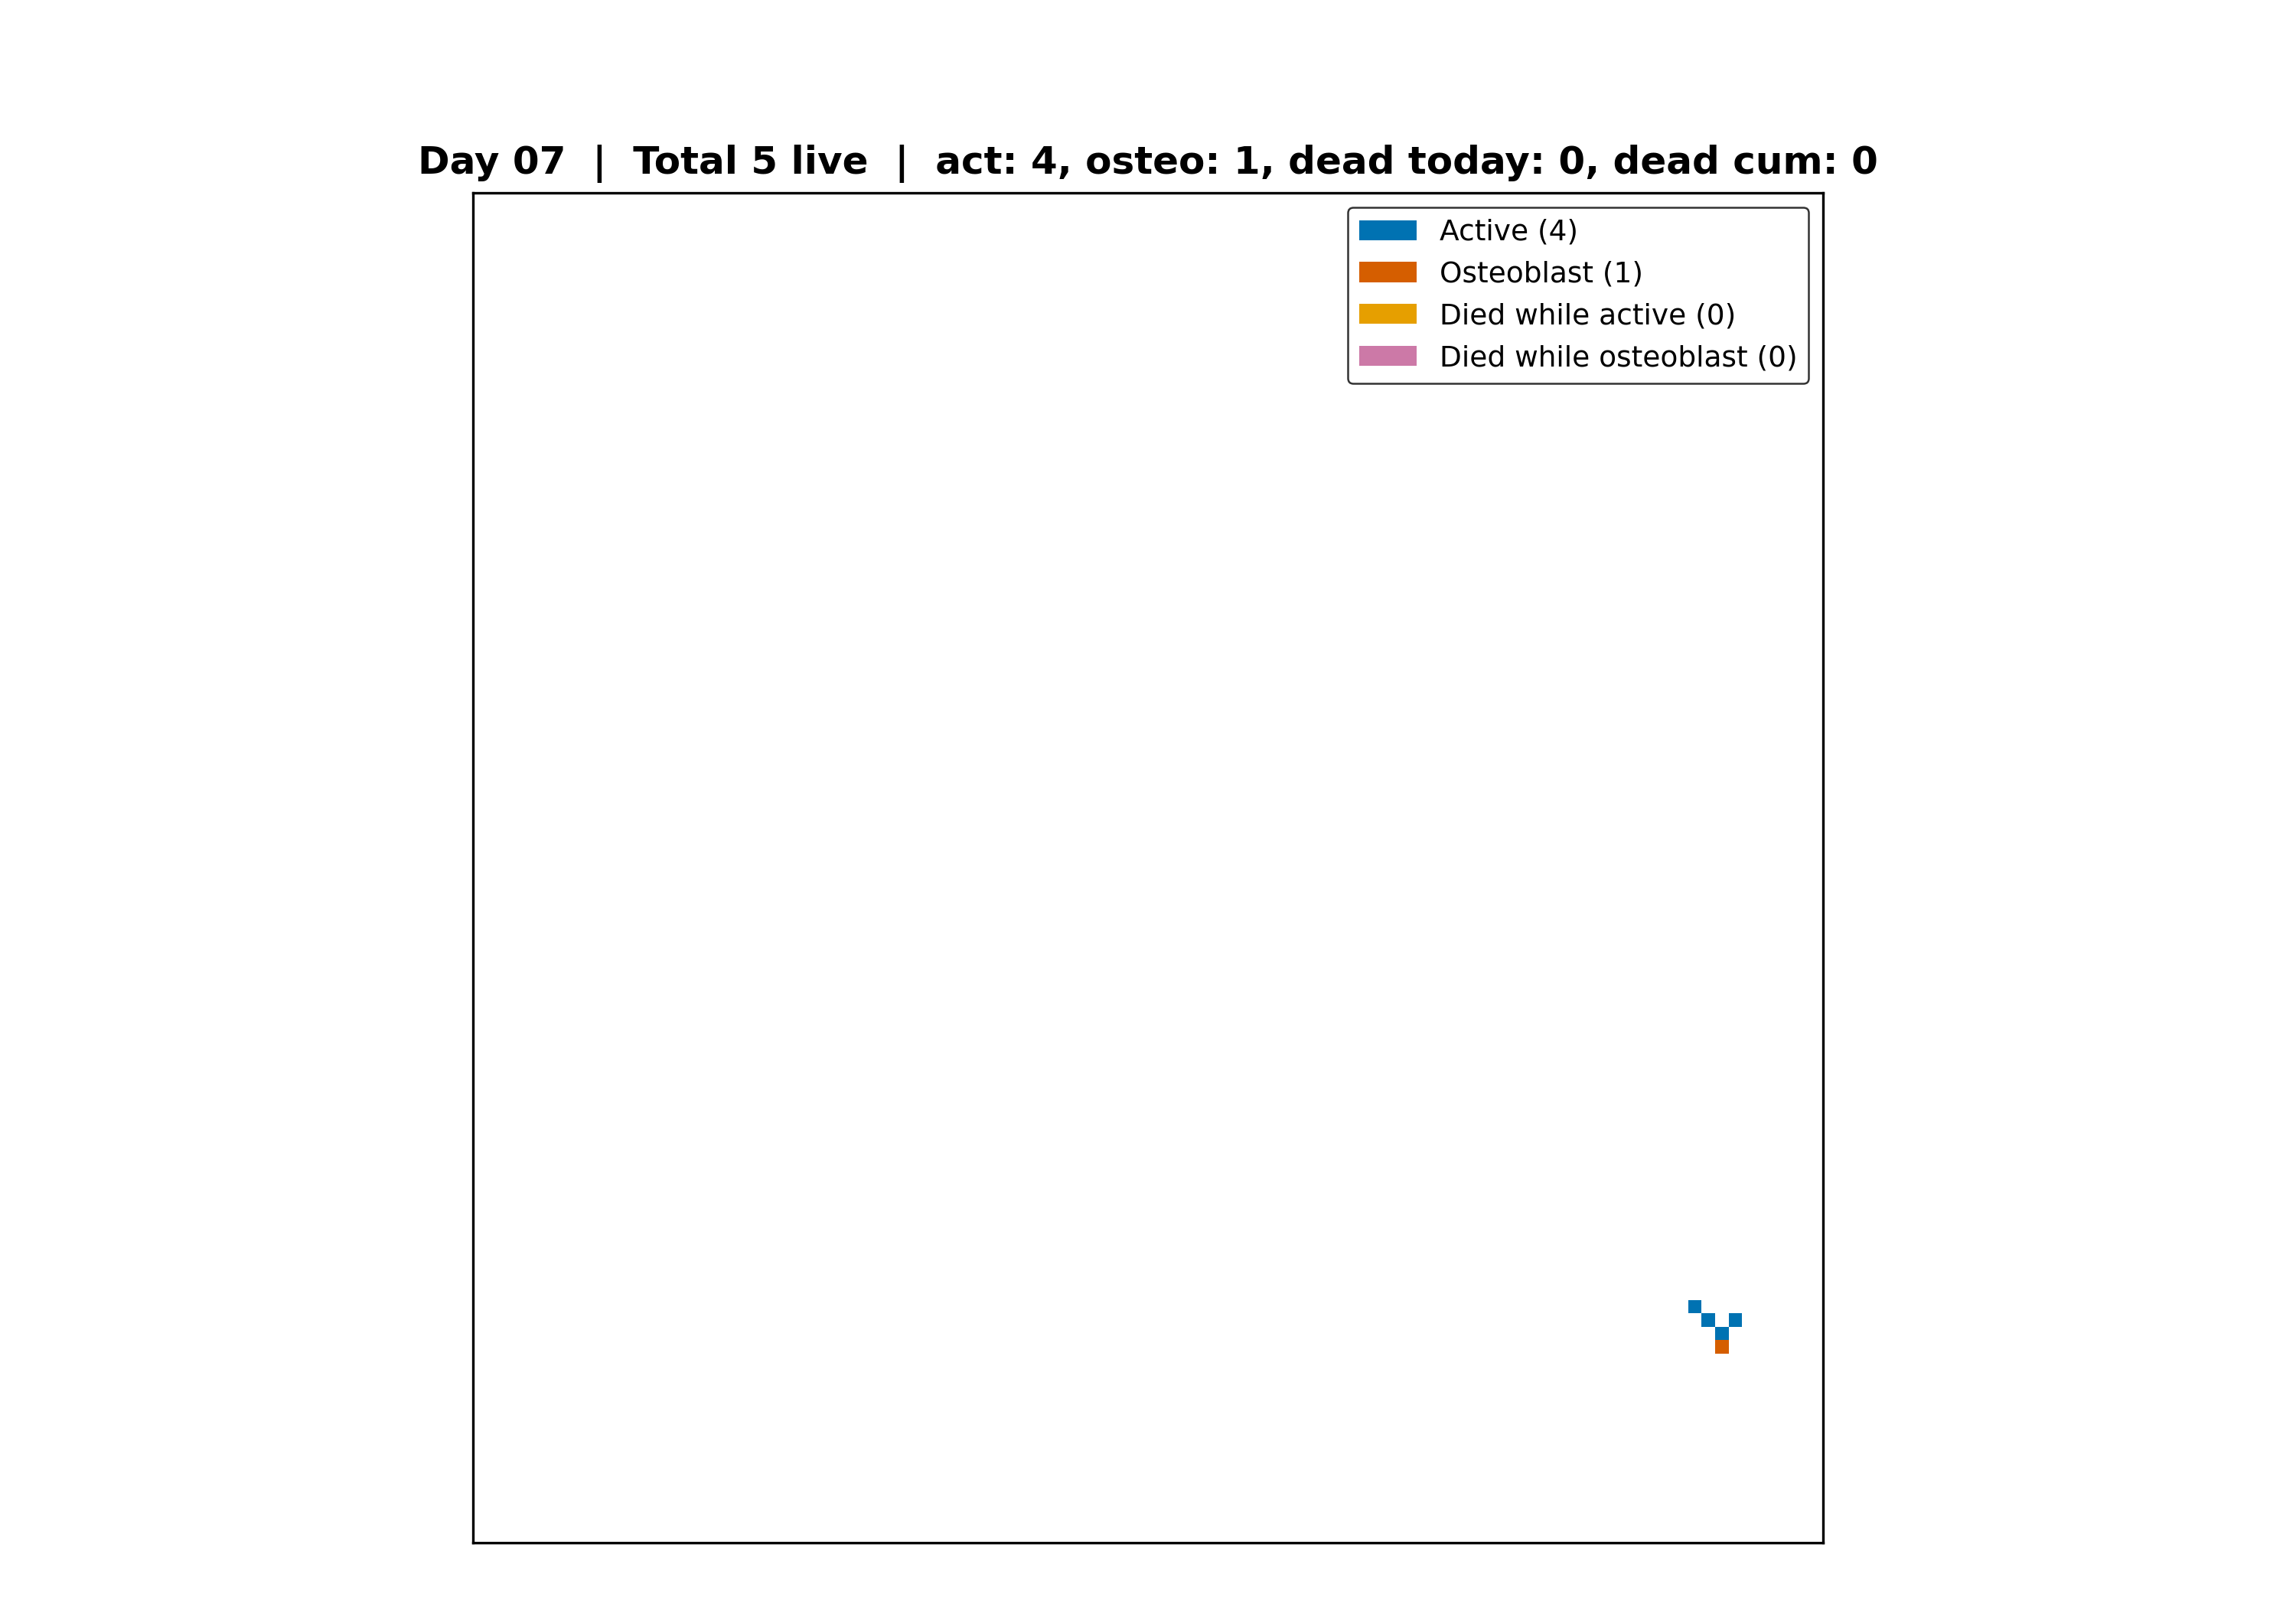 Day 07 | Total 5 live | act: 4, osteo: 1, dead today: 0, dead cum: 0
Active (4)
Osteoblast (1)
Died while active (0)
Died while osteoblast (0)